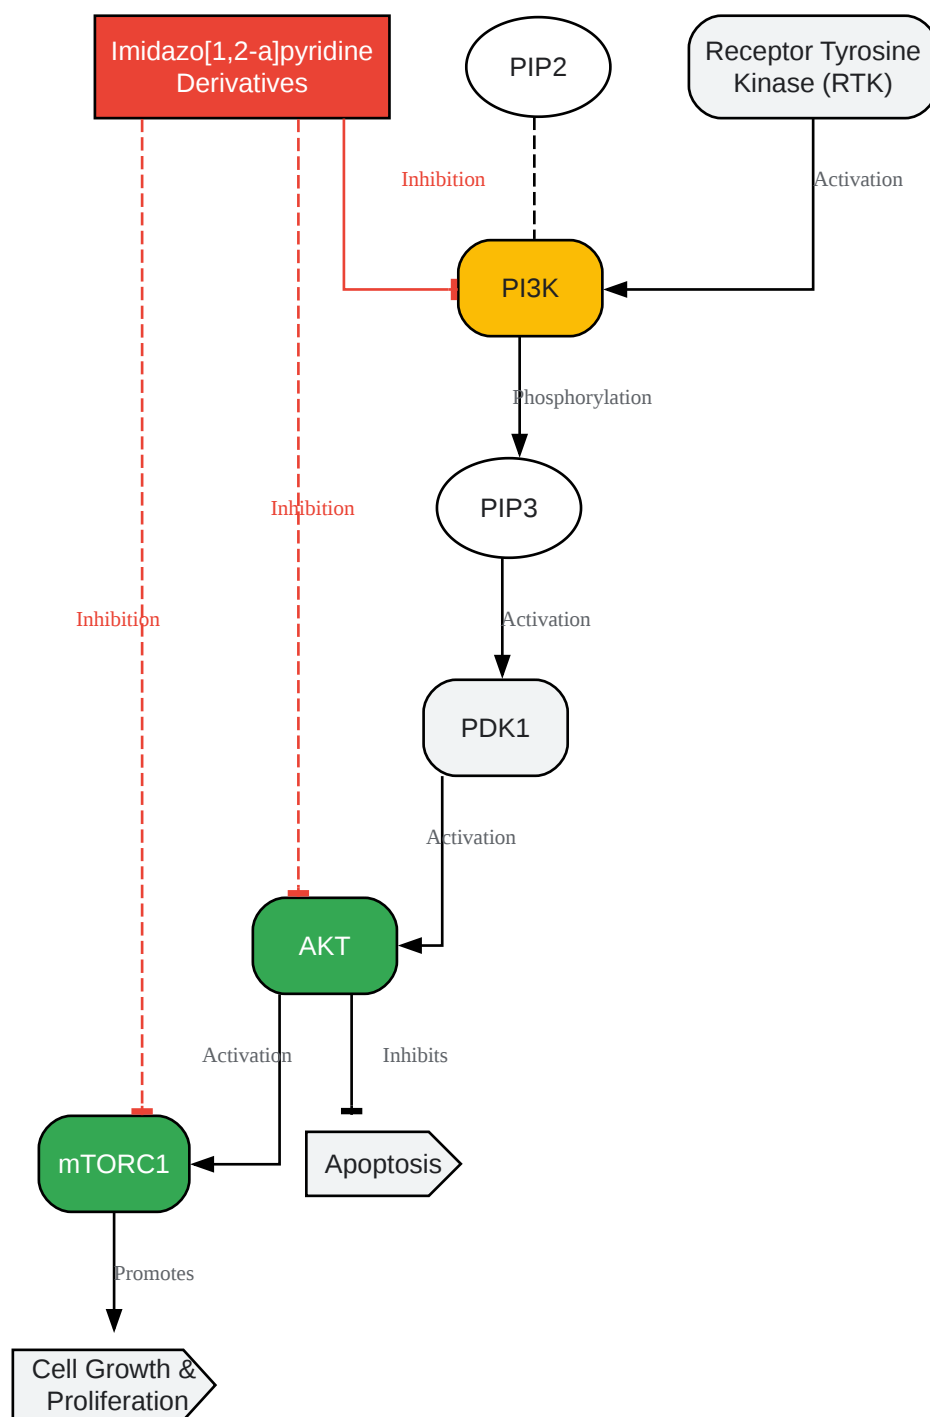 Imidazo[1,2-a]pyridine
Derivatives
PIP2
Receptor Tyrosine
Kinase (RTK)
Inhibition
Activation
PI3K
Phosphorylation
PIP3
Inhibition
Inhibition
Activation
PDK1
Activation
AKT
Activation
Inhibits
mTORC1
Apoptosis
Promotes
Cell Growth &
Proliferation